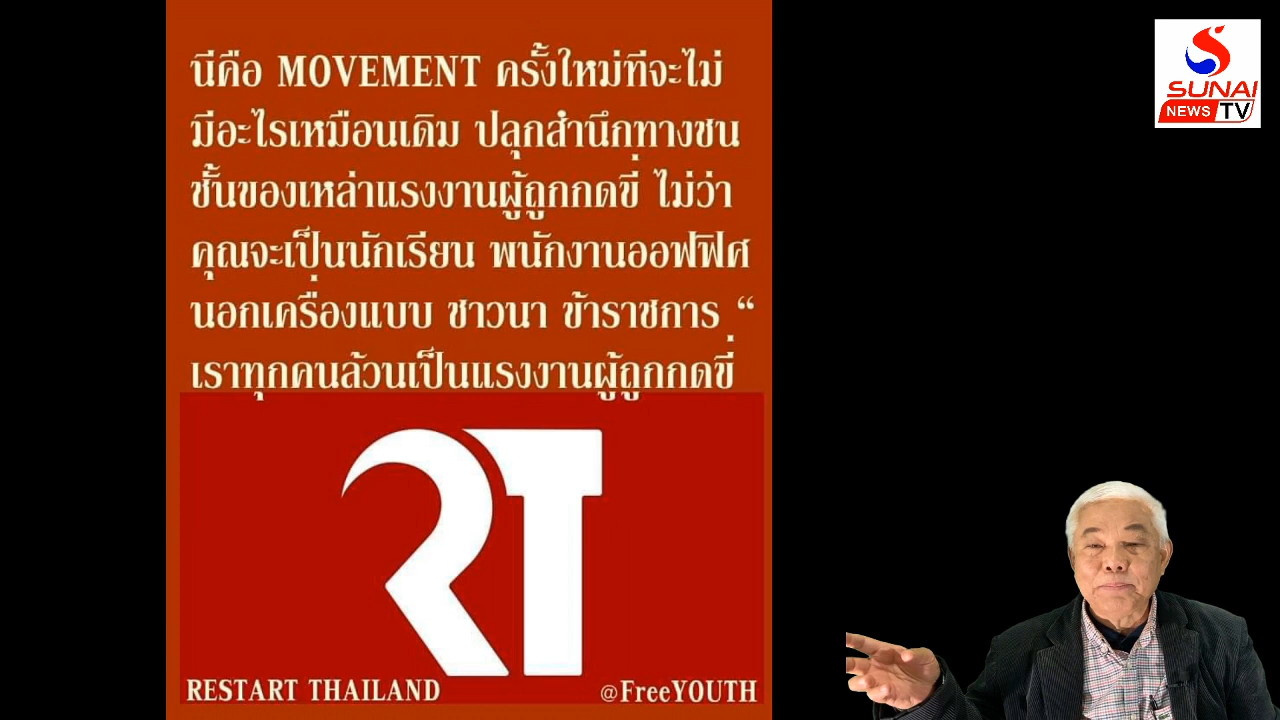 นี่คือ MOVEMENT ครั้งใหม่ที่จะไม่
มีอะไรเหมือนเดิม ปลุกสำนึกทางชน
ชั้นของเหล่าแรงงานผู้ถูกกดขี่ ไม่ว่า
คุณจะเป็นนักเรียน พนักงานออฟฟิศ
นอกเครื่องแบบ ชาวนา ข้าราชการ “
เราทุกคนล้วนเป็นแรงงานผู้ถูกกดขี่
RT
RESTART THAILAND
@FreeYOUTH
SUNAI
NEWS TV